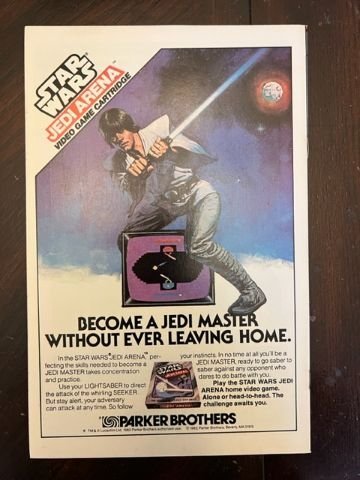 STAR
WARS
JEDI ARENA™
VIDEO GAME CARTRIDGE
BECOME A JEDI MASTER
WITHOUT EVER LEAVING HOME.
In the STAR WARS® JEDI ARENA™ per-
fecting the skills needed to become a
JEDI MASTER takes concentration
and practice.
Use your LIGHTSABER to direct
the attack of the whirling SEEKER.
But stay alert, your adversary
can attack at any time. So follow
your instincts. In no time at all you'll be a
JEDI MASTER, ready to go saber to
saber against any opponent who
dares to do battle with you.
Play the STAR WARS JEDI
ARENA home video game.
Alone or head-to-head. The
challenge awaits you.
STAR
WARS
JEDI ARENA
PARKER BROTHERS